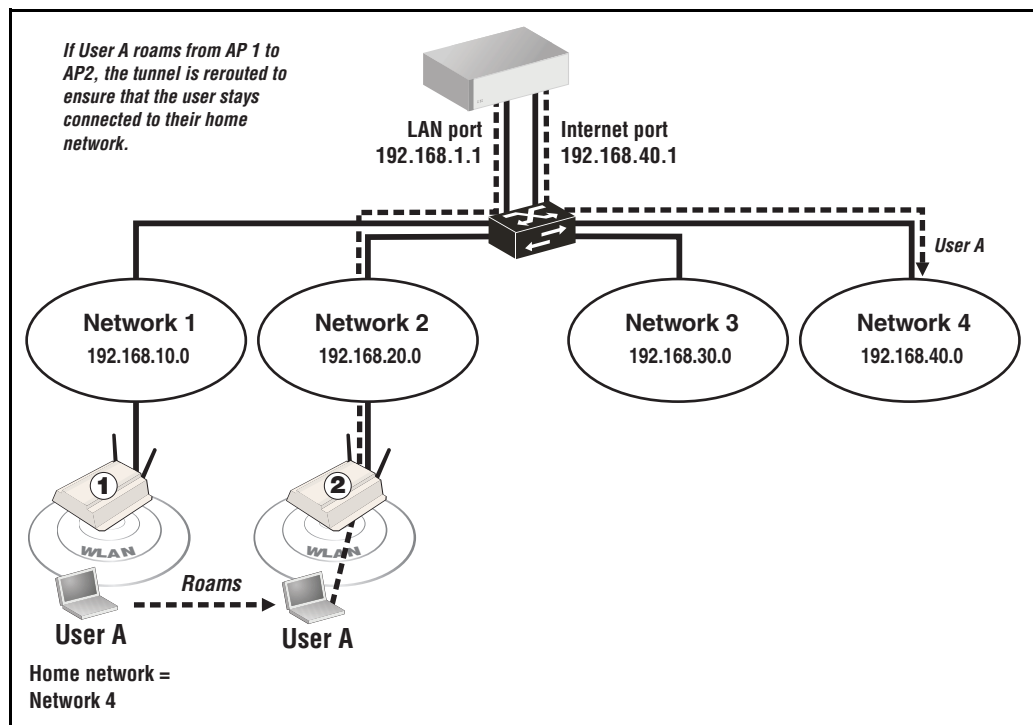 If User A roams from AP 1 to
AP2, the tunnel is rerouted to
ensure that the user stays
connected to their home
network.
LAN port
192.168.1.1
Internet port
192.168.40.1
User A
Network 1
192.168.10.0
Network 2
192.168.20.0
Network 3
192.168.30.0
Network 4
192.168.40.0
1
2
WLAN
WLAN
Roams
User A
User A
Home network =
Network 4